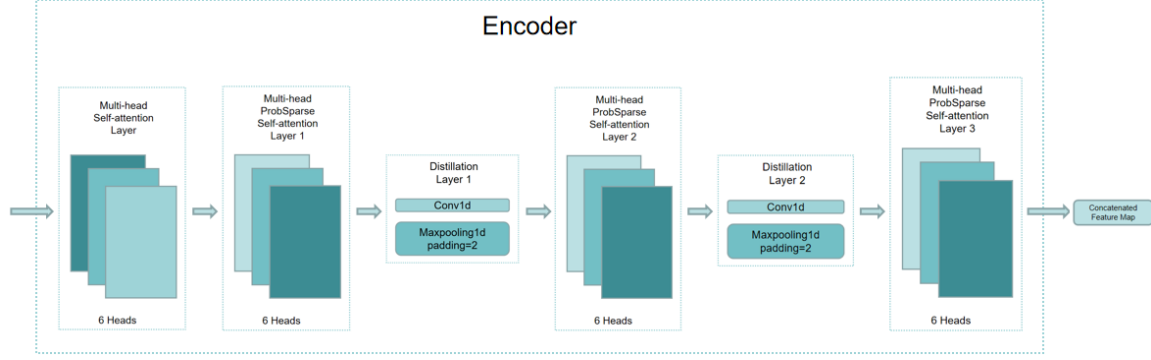 Encoder
Multi-head
Self-attention
Layer
6 Heads
Multi-head
ProbSparse
Self-attention
Layer 1
6 Heads
Distillation
Layer 1
Conv1d
Maxpooling1d
padding=2
Multi-head
ProbSparse
Self-attention
Layer 2
6 Heads
Distillation
Layer 2
Conv1d
Maxpooling1d
padding=2
Multi-head
ProbSparse
Self-attention
Layer 3
6 Heads
Concatenated
Feature Map